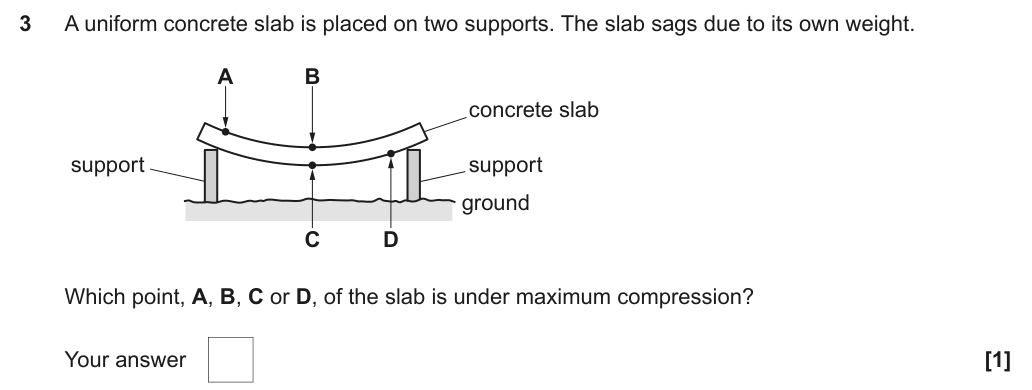 3 A uniform concrete slab is placed on two supports. The slab sags due to its own weight.
A B
concrete slab
support support
ground
C D
Which point, A, B, C or D, of the slab is under maximum compression?
Your answer [1]